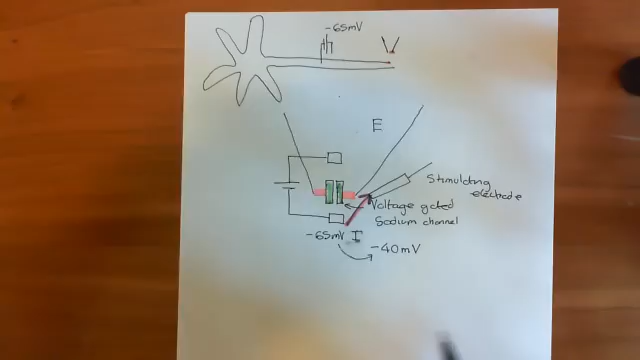 -65mV
E
Stimulating
electrode
Voltage gated
Sodium channel
-65mV I
-40mV